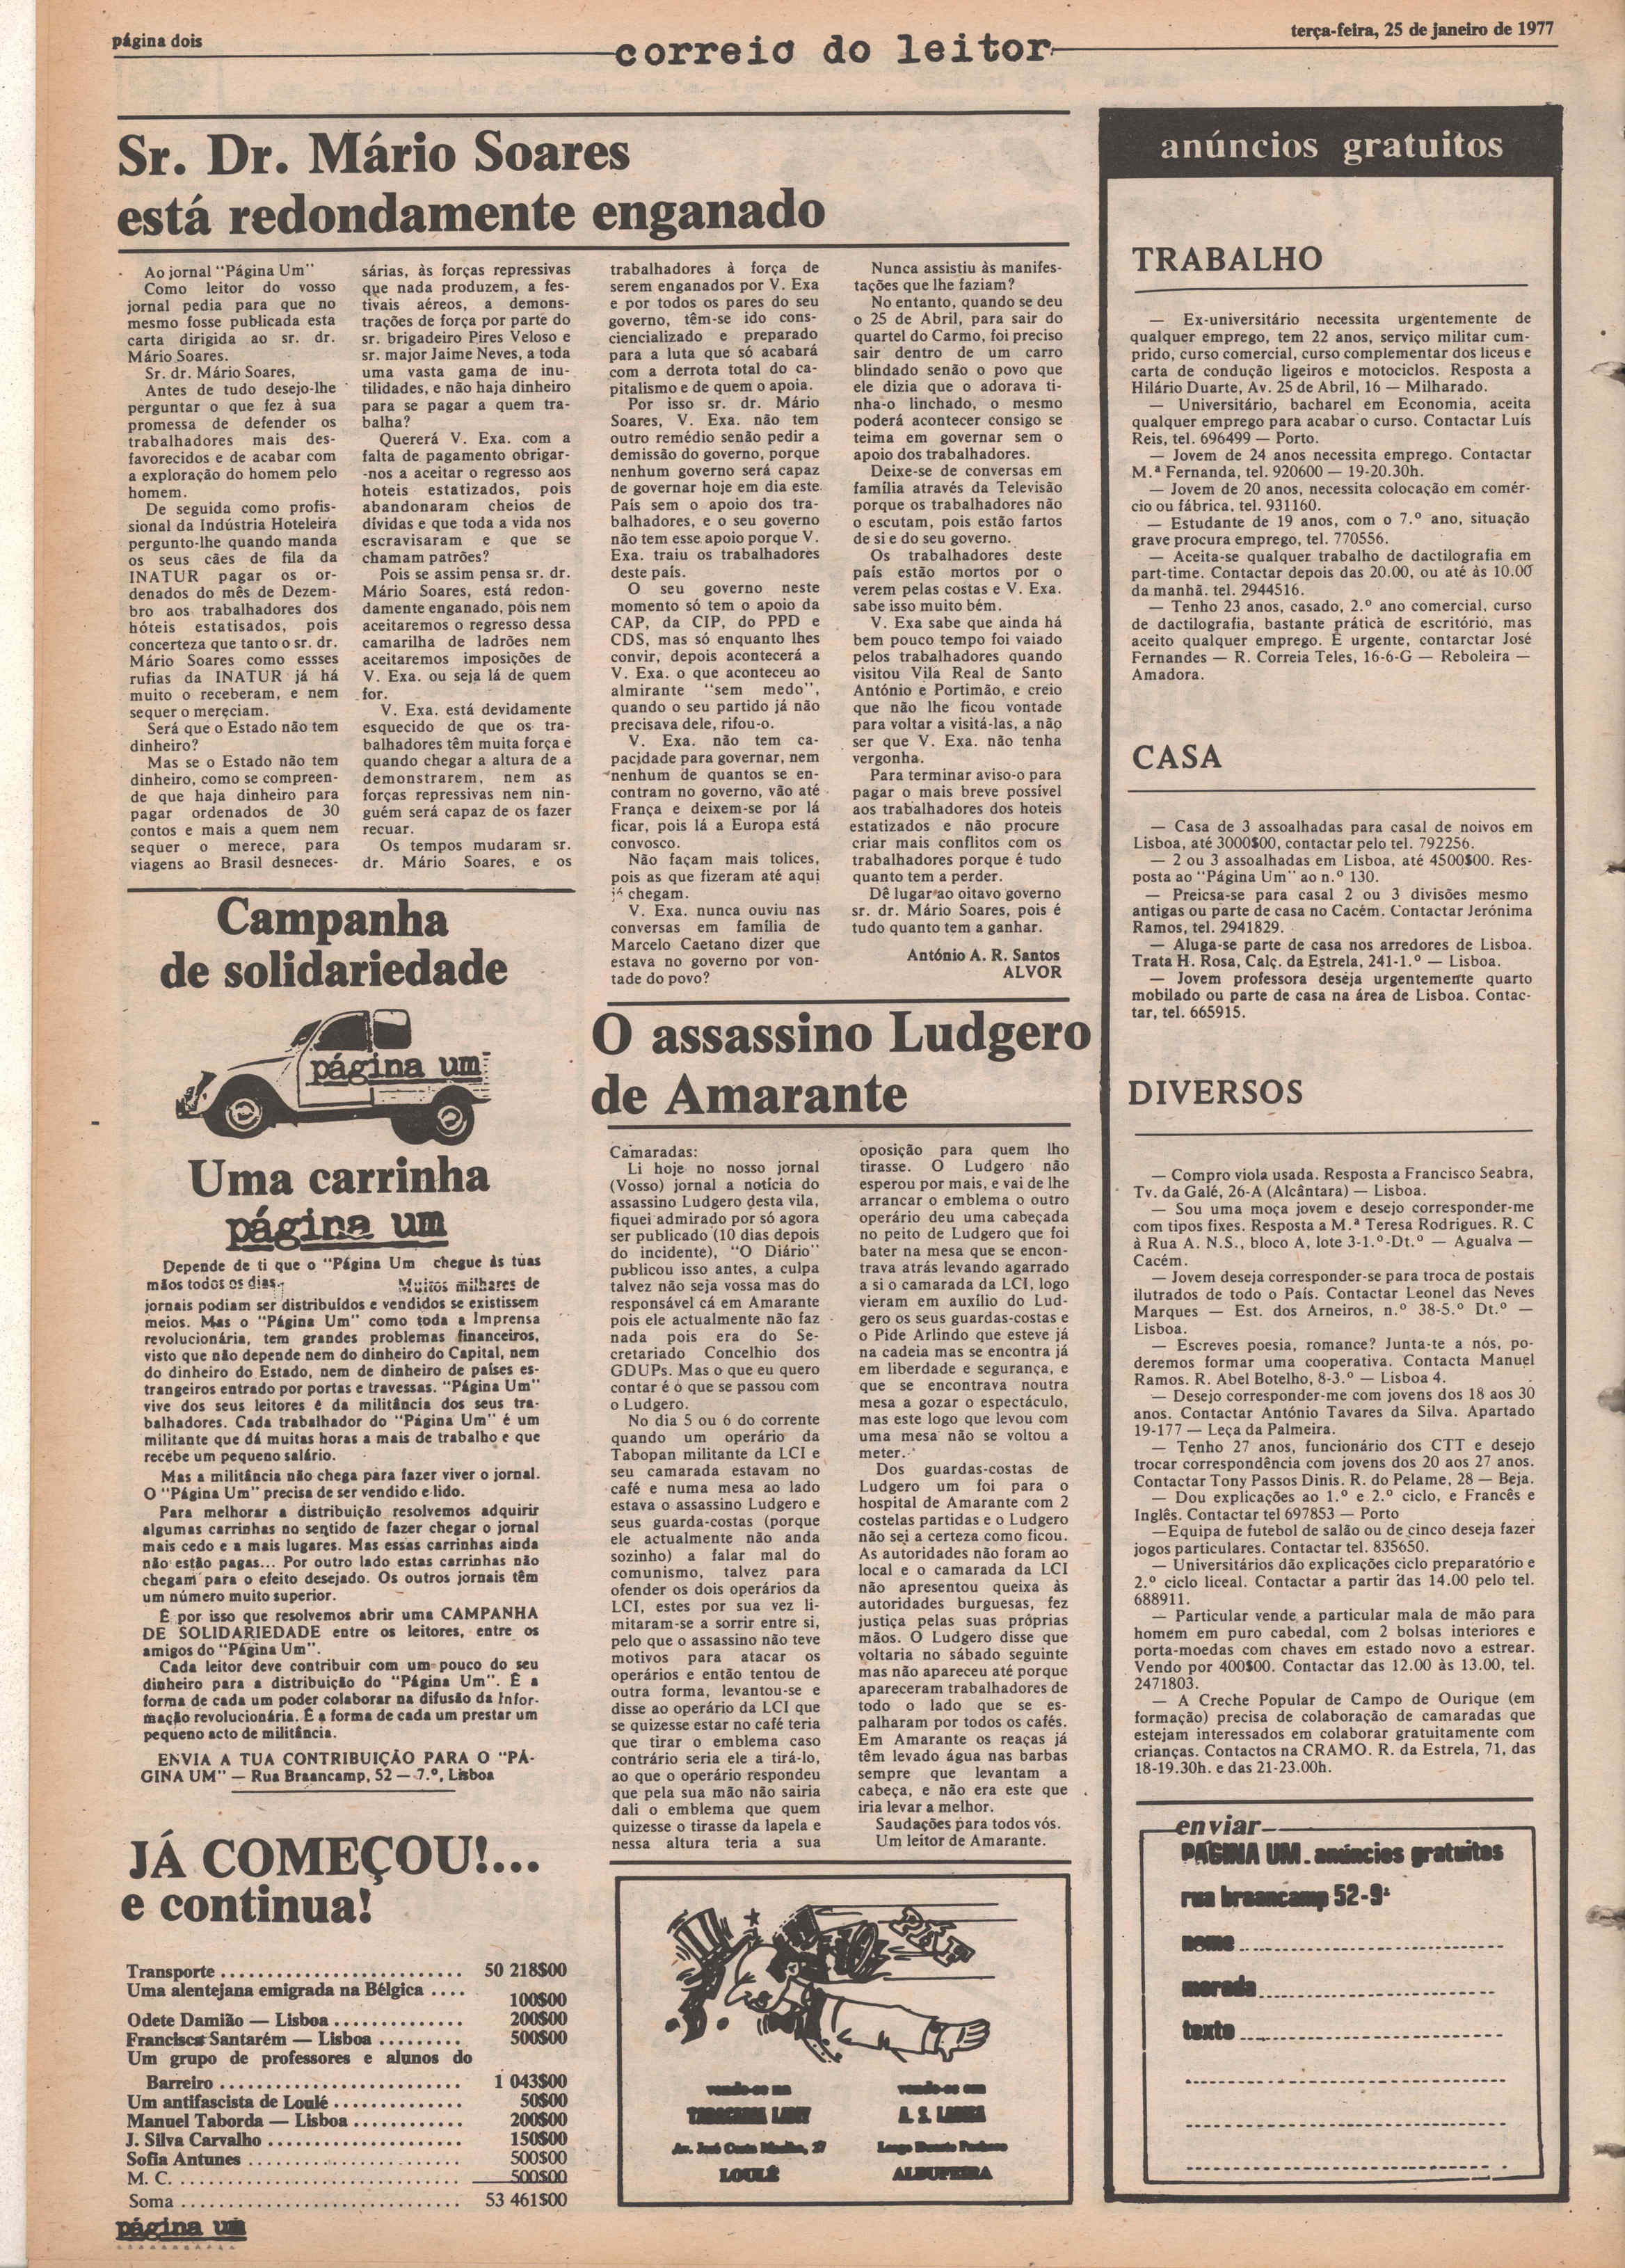 página dois
correio do leitor
terça-feira, 25 de janeiro de 1977
Sr. Dr. Mário Soares
está redondamente enganado
Ao jornal "Página Um"
Como leitor do vosso
jornal pedia para que no
mesmo fosse publicada esta
carta dirigida ao sr. dr.
Mário Soares.
Sr. dr. Mário Soares,
Antes de tudo desejo-lhe
perguntar o que fez à sua
promessa de defender os
trabalhadores mais des-
favorecidos e de acabar com
a exploração do homem pelo
homem.
De seguida como profis-
sional da Indústria Hoteleira
pergunto-lhe quando manda
os seus cães de fila da
INATUR pagar os or-
denados do mês de Dezem-
bro aos trabalhadores dos
hóteis estatisados, pois
concerteza que tanto o sr. dr.
Mário Soares como essses
rufias da INATUR já há
muito o receberam, e nem
sequer o mereciam.
Será que o Estado não tem
dinheiro?
Mas se o Estado não tem
dinheiro, como se compreen-
de que haja dinheiro para
pagar ordenados de 30
contos e mais a quem nem
sequer o merece, para
viagens ao Brasil desneces-
sárias, às forças repressivas
que nada produzem, a fes-
tivais aéreos, a demons-
trações de força por parte do
sr. brigadeiro Pires Veloso e
sr. major Jaime Neves, a toda
uma vasta gama de inu-
tilidades, e não haja dinheiro
para se pagar a quem tra-
balha?
Quererá V. Exa. com a
falta de pagamento obrigar-
-nos a aceitar o regresso aos
hoteis estatizados, pois
abandonaram cheios de
dívidas e que toda a vida nos
escravisaram e que se
chamam patrões?
Pois se assim pensa sr. dr.
Mário Soares, está redon-
damente enganado, póis nem
aceitaremos o regresso dessa
camarilha de ladrões nem
aceitaremos imposições de
V. Exa. ou seja lá de quem
for.
V. Exa. está devidamente
esquecido de que os tra-
balhadores têm muita força e
quando chegar a altura de a
demonstrarem, nem as
forças repressivas nem nin-
guém será capaz de os fazer
recuar.
Os tempos mudaram sr.
dr. Mário Soares, e os
trabalhadores à força de
serem enganados por V. Exa
e por todos os pares do seu
governo, têm-se ido cons-
ciencializado e preparado
para a luta que só acabará
com a derrota total do ca-
pitalismo e de quem o apoia.
Por isso sr. dr. Mário
Soares, V. Exa. não tem
outro remédio senão pedir a
demissão do governo, porque
nenhum governo será capaz
de governar hoje em dia este
País sem o apoio dos tra-
balhadores, e o seu governo
não tem esse apoio porque V.
Exa. traiu os trabalhadores
deste país.
O seu governo neste
momento só tem o apoio da
CAP, da CIP, do PPD e
CDS, mas só enquanto lhes
convir, depois acontecerá a
V. Exa. o que aconteceu ao
almirante "sem medo",
quando o seu partido já não
precisava dele, rifou-o.
V. Exa. não tem ca-
pacidade para governar, nem
nenhum de quantos se en-
contram no governo, vão até
França e deixem-se por lá
ficar, pois lá a Europa está
convosco.
Não façam mais tolices,
pois as que fizeram até aqui
já chegam.
V. Exa. nunca ouviu nas
conversas em família de
Marcelo Caetano dizer que
estava no governo por von-
tade do povo?
Nunca assistiu às manifes-
tações que lhe faziam?
No entanto, quando se deu
o 25 de Abril, para sair do
quartel do Carmo, foi preciso
sair dentro de um carro
blindado senão o povo que
ele dizia que o adorava ti-
nha-o linchado, o mesmo
poderá acontecer consigo se
teima em governar sem o
apoio dos trabalhadores.
Deixe-se de conversas em
família através da Televisão
porque os trabalhadores não
o escutam, pois estão fartos
de si e do seu governo.
Os trabalhadores deste
país estão mortos por o
verem pelas costas e V. Exa.
sabe isso muito bém.
V. Exa sabe que ainda há
bem pouco tempo foi vaiado
pelos trabalhadores quando
visitou Vila Real de Santo
António e Portimão, e creio
que não lhe ficou vontade
para voltar a visitá-las, a não
ser que V. Exa. não tenha
vergonha.
Para terminar aviso-o para
pagar o mais breve possível
aos trabalhadores dos hoteis
estatizados e não procure
criar mais conflitos com os
trabalhadores porque é tudo
quanto tem a perder.
Dê lugar ao oitavo governo
sr. dr. Mário Soares, pois é
tudo quanto tem a ganhar.
António A. R. Santos
ALVOR
Campanha
de solidariedade
página um
Uma carrinha
página um
Depende de ti que o "Página Um chegue às tuas
mãos todos os dias. Muitos milhares de
jornais podiam ser distribuídos e vendidos se existissem
meios. Mas o "Página Um" como toda a Imprensa
revolucionária, tem grandes problemas financeiros,
visto que não depende nem do dinheiro do Capital, nem
do dinheiro do Estado, nem de dinheiro de países es-
trangeiros entrado por portas e travessas. "Página Um"
vive dos seus leitores é da militância dos seus tra-
balhadores. Cada trabalhador do "Página Um" é um
militante que dá muitas horas a mais de trabalho e que
recebe um pequeno salário.
Mas a militância não chega para fazer viver o jornal.
O "Página Um" precisa de ser vendido e lido.
Para melhorar a distribuição resolvemos adquirir
algumas carrinhas no sentido de fazer chegar o jornal
mais cedo e a mais lugares. Mas essas carrinhas ainda
não estão pagas... Por outro lado estas carrinhas não
chegam para o efeito desejado. Os outros jornais têm
um número muito superior.
É por isso que resolvemos abrir uma CAMPANHA
DE SOLIDARIEDADE entre os leitores, entre os
amigos do "Página Um".
Cada leitor deve contribuir com um pouco do seu
dinheiro para a distribuição do "Página Um". É a
forma de cada um poder colaborar na difusão da Infor-
mação revolucionária. É a forma de cada um prestar um
pequeno acto de militância.
ENVIA A TUA CONTRIBUIÇÃO PARA O "PÁ-
GINA UM" — Rua Braancamp, 52 — 7.º, Lisboa
JÁ COMEÇOU!...
e continua!
Transporte .......................... 50 218$00
Uma alentejana emigrada na Bélgica .... 100$00
Odete Damião — Lisboa .............. 200$00
Francisca Santarém — Lisboa ......... 500$00
Um grupo de professores e alunos do
Barreiro .......................... 1 043$00
Um antifascista de Loulé .............. 50$00
Manuel Taborda — Lisboa ............ 200$00
J. Silva Carvalho ..................... 150$00
Sofia Antunes ....................... 500$00
M. C. .............................. 500$00
Soma .............................. 53 461$00
página um
O assassino Ludgero
de Amarante
Camaradas:
Li hoje no nosso jornal
(Vosso) jornal a notícia do
assassino Ludgero desta vila,
fiquei admirado por só agora
ser publicado (10 dias depois
do incidente), "O Diário"
publicou isso antes, a culpa
talvez não seja vossa mas do
responsável cá em Amarante
pois ele actualmente não faz
nada pois era do Se-
cretariado Concelhio dos
GDUPs. Mas o que eu quero
contar é o que se passou com
o Ludgero.
No dia 5 ou 6 do corrente
quando um operário da
Tabopan militante da LCI e
seu camarada estavam no
café e numa mesa ao lado
estava o assassino Ludgero e
seus guarda-costas (porque
ele actualmente não anda
sozinho) a falar mal do
comunismo, talvez para
ofender os dois operários da
LCI, estes por sua vez li-
mitaram-se a sorrir entre si,
pelo que o assassino não teve
motivos para atacar os
operários e então tentou de
outra forma, levantou-se e
disse ao operário da LCI que
se quizesse estar no café teria
que tirar o emblema caso
contrário seria ele a tirá-lo,
ao que o operário respondeu
que pela sua mão não sairia
dali o emblema que quem
quizesse o tirasse da lapela e
nessa altura teria a sua
oposição para quem lho
tirasse. O Ludgero não
esperou por mais, e vai de lhe
arrancar o emblema o outro
operário deu uma cabeçada
no peito de Ludgero que foi
bater na mesa que se encon-
trava atrás levando agarrado
a si o camarada da LCI, logo
vieram em auxílio do Lud-
gero os seus guardas-costas e
o Pide Arlindo que esteve já
na cadeia mas se encontra já
em liberdade e segurança, e
que se encontrava noutra
mesa a gozar o espectáculo,
mas este logo que levou com
uma mesa não se voltou a
meter.
Dos guardas-costas de
Ludgero um foi para o
hospital de Amarante com 2
costelas partidas e o Ludgero
não sei a certeza como ficou.
As autoridades não foram ao
local e o camarada da LCI
não apresentou queixa às
autoridades burguesas, fez
justiça pelas suas próprias
mãos. O Ludgero disse que
voltaria no sábado seguinte
mas não apareceu até porque
apareceram trabalhadores de
todo o lado que se es-
palharam por todos os cafés.
Em Amarante os reaças já
têm levado água nas barbas
sempre que levantam a
cabeça, e não era este que
iria levar a melhor.
Saudações para todos vós.
Um leitor de Amarante.
vende-se na
TABACARIA
LOULÉ
vende-se em
A. S.
Largo Duarte Pacheco
ALBUFEIRA
anúncios gratuitos
TRABALHO
— Ex-universitário necessita urgentemente de
qualquer emprego, tem 22 anos, serviço militar cum-
prido, curso comercial, curso complementar dos liceus e
carta de condução ligeiros e motociclos. Resposta a
Hilário Duarte, Av. 25 de Abril, 16 — Milharado.
— Universitário, bacharel em Economia, aceita
qualquer emprego para acabar o curso. Contactar Luís
Reis, tel. 696499 — Porto.
— Jovem de 24 anos necessita emprego. Contactar
M.ª Fernanda, tel. 920600 — 19-20.30h.
— Jovem de 20 anos, necessita colocação em comér-
cio ou fábrica, tel. 931160.
— Estudante de 19 anos, com o 7.º ano, situação
grave procura emprego, tel. 770556.
— Aceita-se qualquer trabalho de dactilografia em
part-time. Contactar depois das 20.00, ou até às 10.00
da manhã. tel. 2944516.
— Tenho 23 anos, casado, 2.º ano comercial, curso
de dactilografia, bastante prática de escritório, mas
aceito qualquer emprego. É urgente, contarctar José
Fernandes — R. Correia Teles, 16-6-G — Reboleira —
Amadora.
CASA
— Casa de 3 assoalhadas para casal de noivos em
Lisboa, até 3000$00, contactar pelo tel. 792256.
— 2 ou 3 assoalhadas em Lisboa, até 4500$00. Res-
posta ao "Página Um" ao n.º 130.
— Preicsa-se para casal 2 ou 3 divisões mesmo
antigas ou parte de casa no Cacém. Contactar Jerónima
Ramos, tel. 2941829.
— Aluga-se parte de casa nos arredores de Lisboa.
Trata H. Rosa, Calç. da Estrela, 241-1.º — Lisboa.
— Jovem professora deseja urgentemente quarto
mobilado ou parte de casa na área de Lisboa. Contac-
tar, tel. 665915.
DIVERSOS
— Compro viola usada. Resposta a Francisco Seabra,
Tv. da Galé, 26-A (Alcântara) — Lisboa.
— Sou uma moça jovem e desejo corresponder-me
com tipos fixes. Resposta a M.ª Teresa Rodrigues. R. C
à Rua A. N.S., bloco A, lote 3-1.º-Dt.º — Agualva —
Cacém.
— Jovem deseja corresponder-se para troca de postais
ilutrados de todo o País. Contactar Leonel das Neves
Marques — Est. dos Arneiros, n.º 38-5.º Dt.º —
Lisboa.
— Escreves poesia, romance? Junta-te a nós, po-
deremos formar uma cooperativa. Contacta Manuel
Ramos. R. Abel Botelho, 8-3.º — Lisboa 4.
— Desejo corresponder-me com jovens dos 18 aos 30
anos. Contactar António Tavares da Silva. Apartado
19-177 — Leça da Palmeira.
— Tenho 27 anos, funcionário dos CTT e desejo
trocar correspondência com jovens dos 20 aos 27 anos.
Contactar Tony Passos Dinis. R. do Pelame, 28 — Beja.
— Dou explicações ao 1.º e 2.º ciclo, e Francês e
Inglês. Contactar tel 697853 — Porto
—Equipa de futebol de salão ou de cinco deseja fazer
jogos particulares. Contactar tel. 835650.
— Universitários dão explicações ciclo preparatório e
2.º ciclo liceal. Contactar a partir das 14.00 pelo tel.
688911.
— Particular vende a particular mala de mão para
homem em puro cabedal, com 2 bolsas interiores e
porta-moedas com chaves em estado novo a estrear.
Vendo por 400$00. Contactar das 12.00 às 13.00, tel.
2471803.
— A Creche Popular de Campo de Ourique (em
formação) precisa de colaboração de camaradas que
estejam interessados em colaborar gratuitamente com
crianças. Contactos na CRAMO. R. da Estrela, 71, das
18-19.30h. e das 21-23.00h.
enviar
PÁGINA UM - anúncios gratuitos
rua braancamp 52-9º
nome
morada
texto